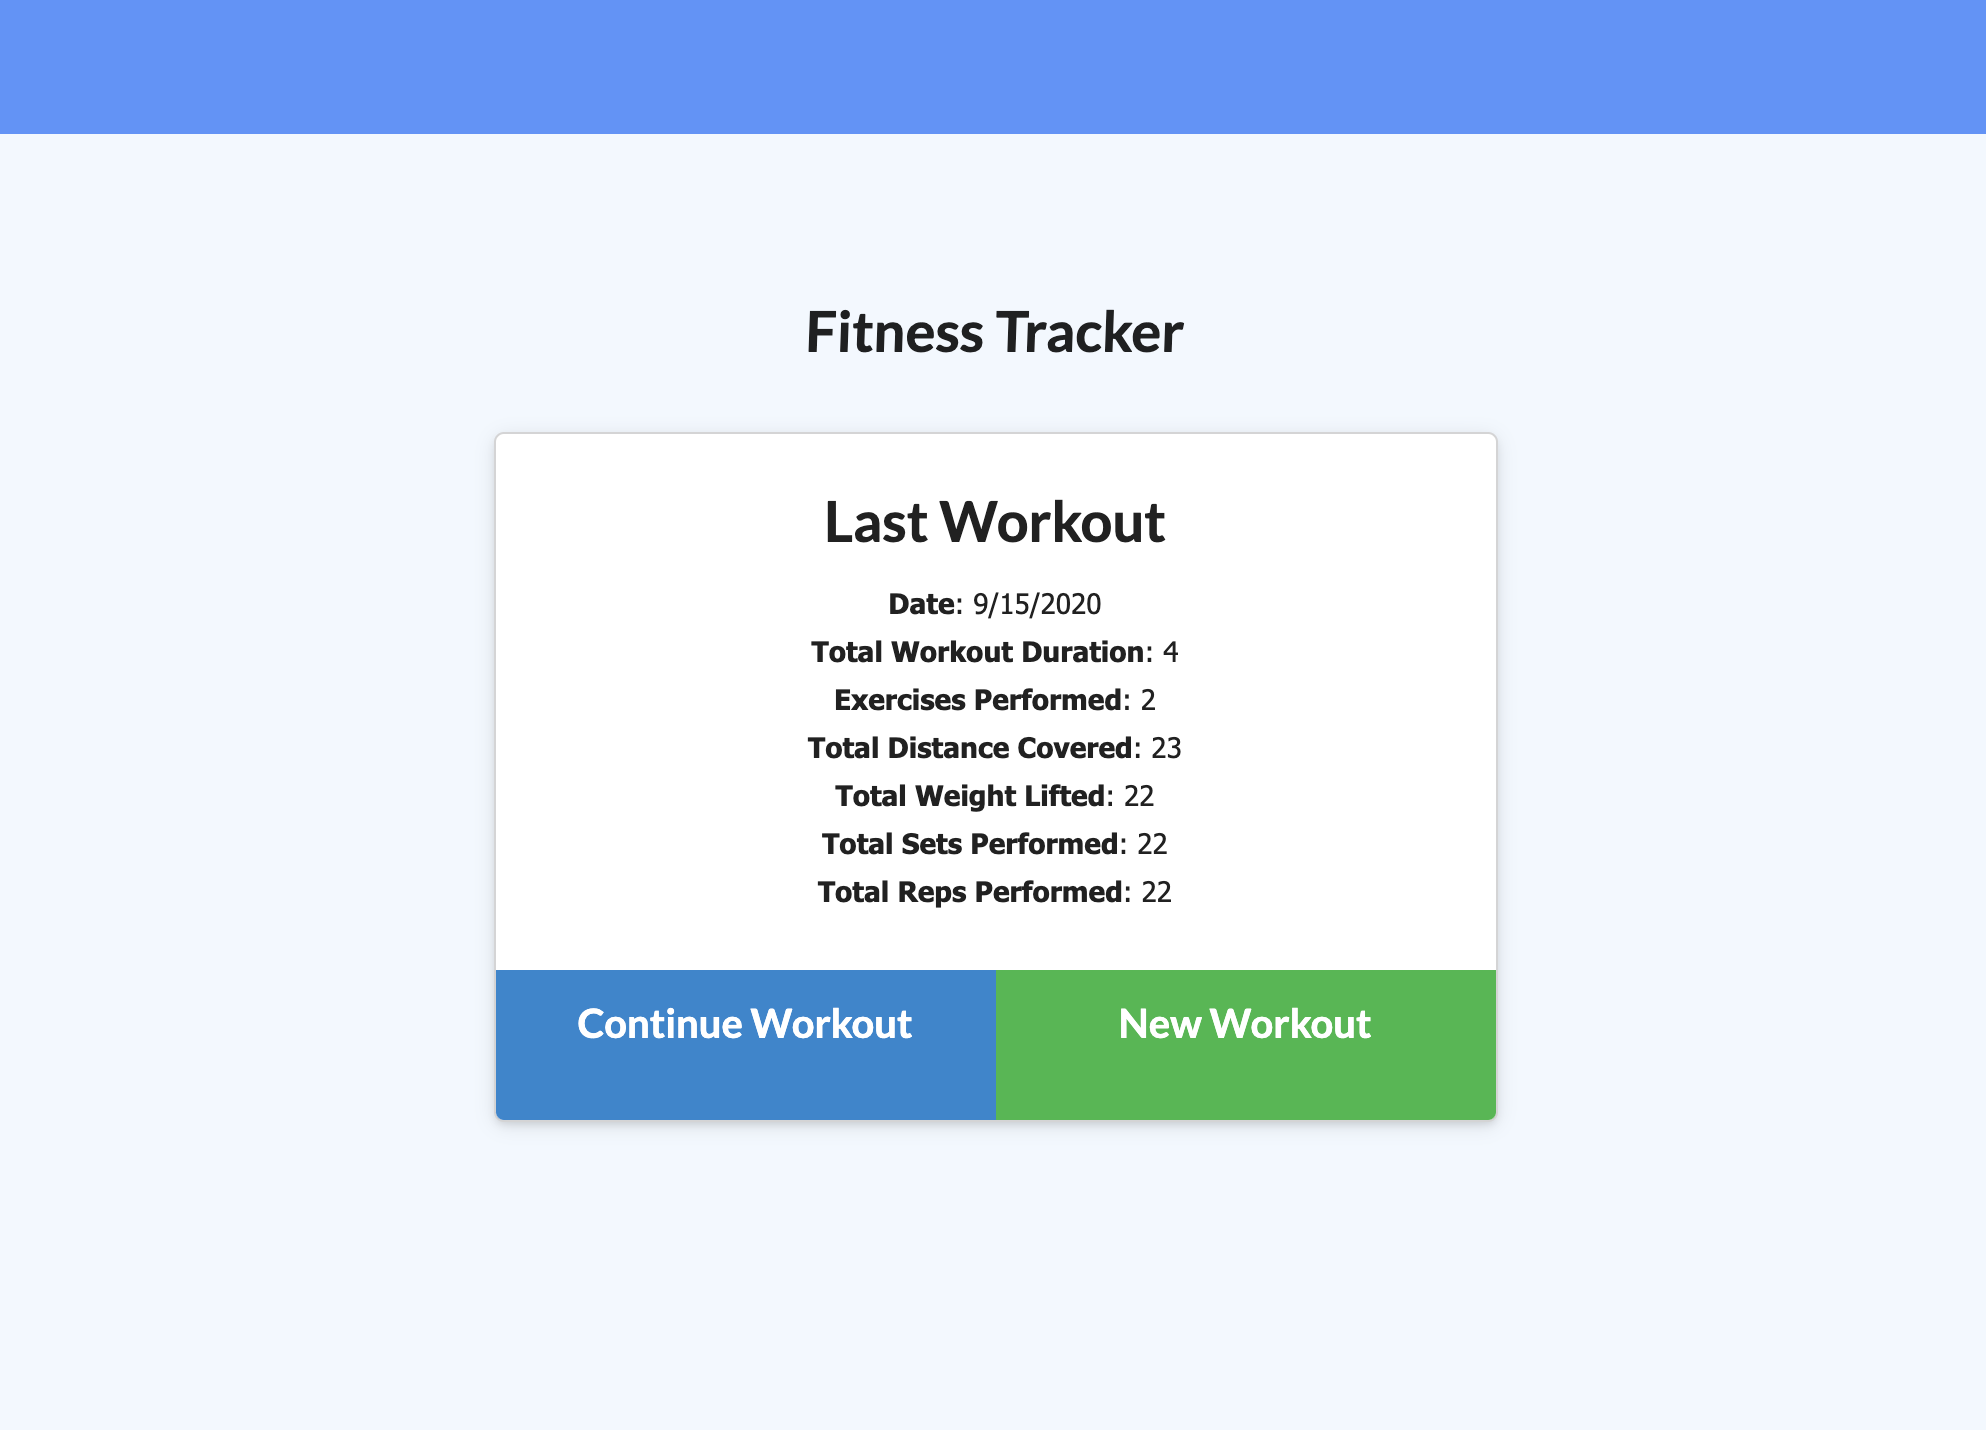 Fitness Tracker
Last Workout
Date: 9/15/2020
Total Workout Duration: 4
Exercises Performed: 2
Total Distance Covered: 23
Total Weight Lifted: 22
Total Sets Performed: 22
Total Reps Performed: 22
Continue Workout
New Workout